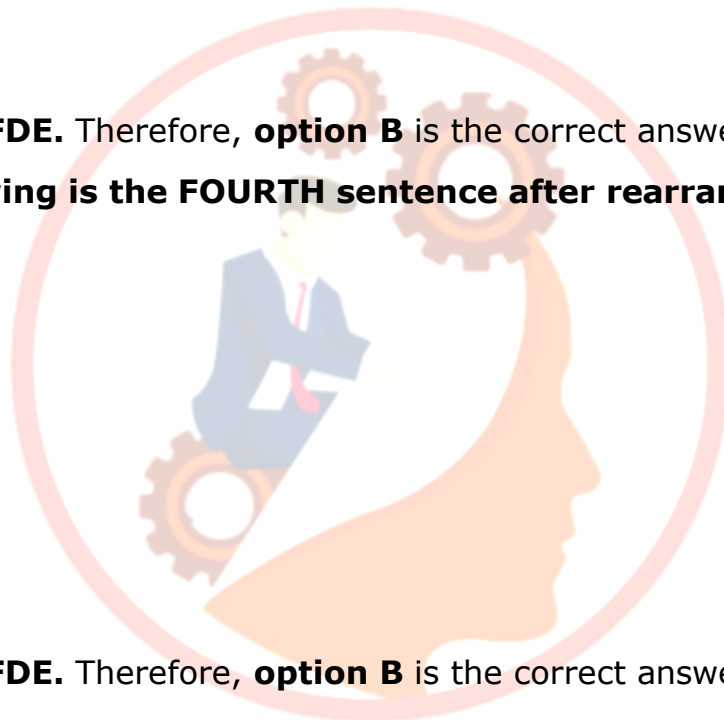 FDE. Therefore, option B is the correct answe
ing is the FOURTH sentence after rearran
FDE. Therefore, option B is the correct answe